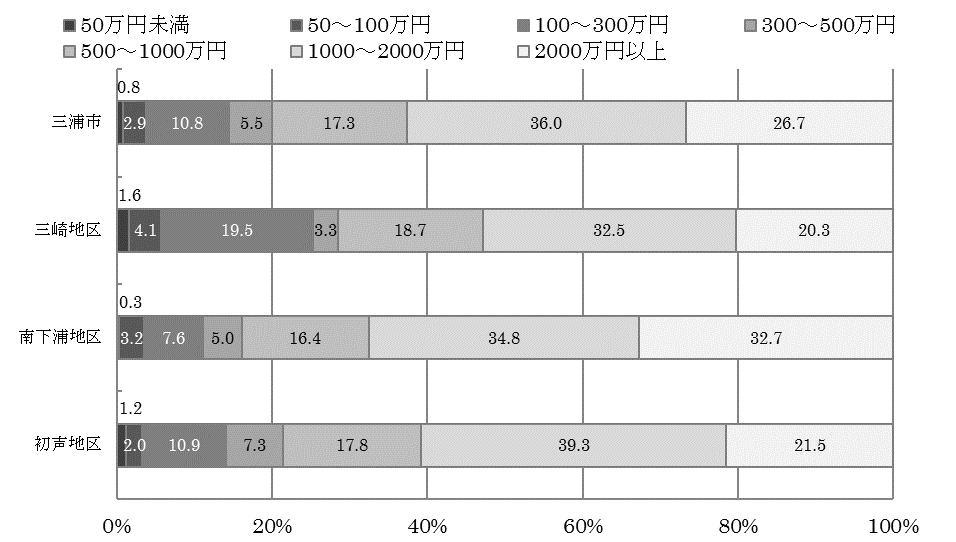 50万円未満 50～100万円 100～300万円 300～500万円
500～1000万円 1000～2000万円 2000万円以上
0.8
三浦市 2.9 10.8 5.5 17.3 36.0 26.7
1.6
三崎地区 4.1 19.5 3.3 18.7 32.5 20.3
0.3
南下浦地区 3.2 7.6 5.0 16.4 34.8 32.7
1.2
初声地区 2.0 10.9 7.3 17.8 39.3 21.5
0% 20% 40% 60% 80% 100%